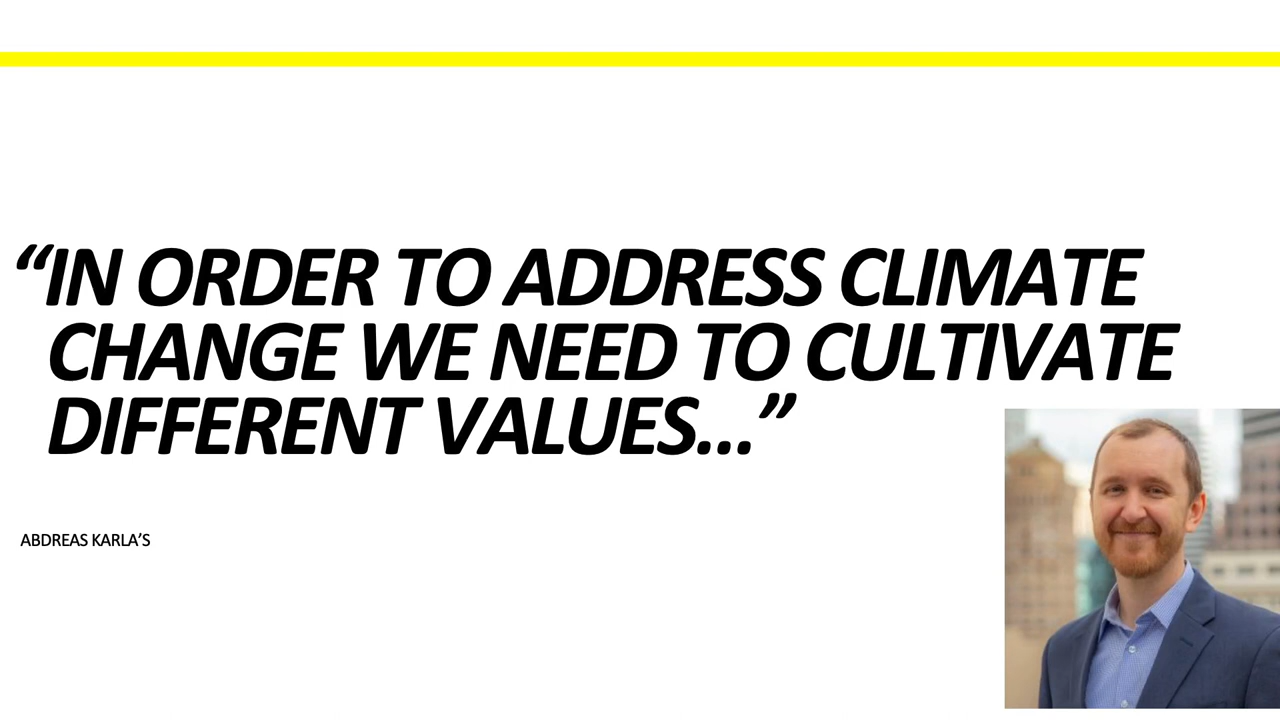 “IN ORDER TO ADDRESS CLIMATE
CHANGE WE NEED TO CULTIVATE
DIFFERENT VALUES...”
ABDREAS KARLA’S